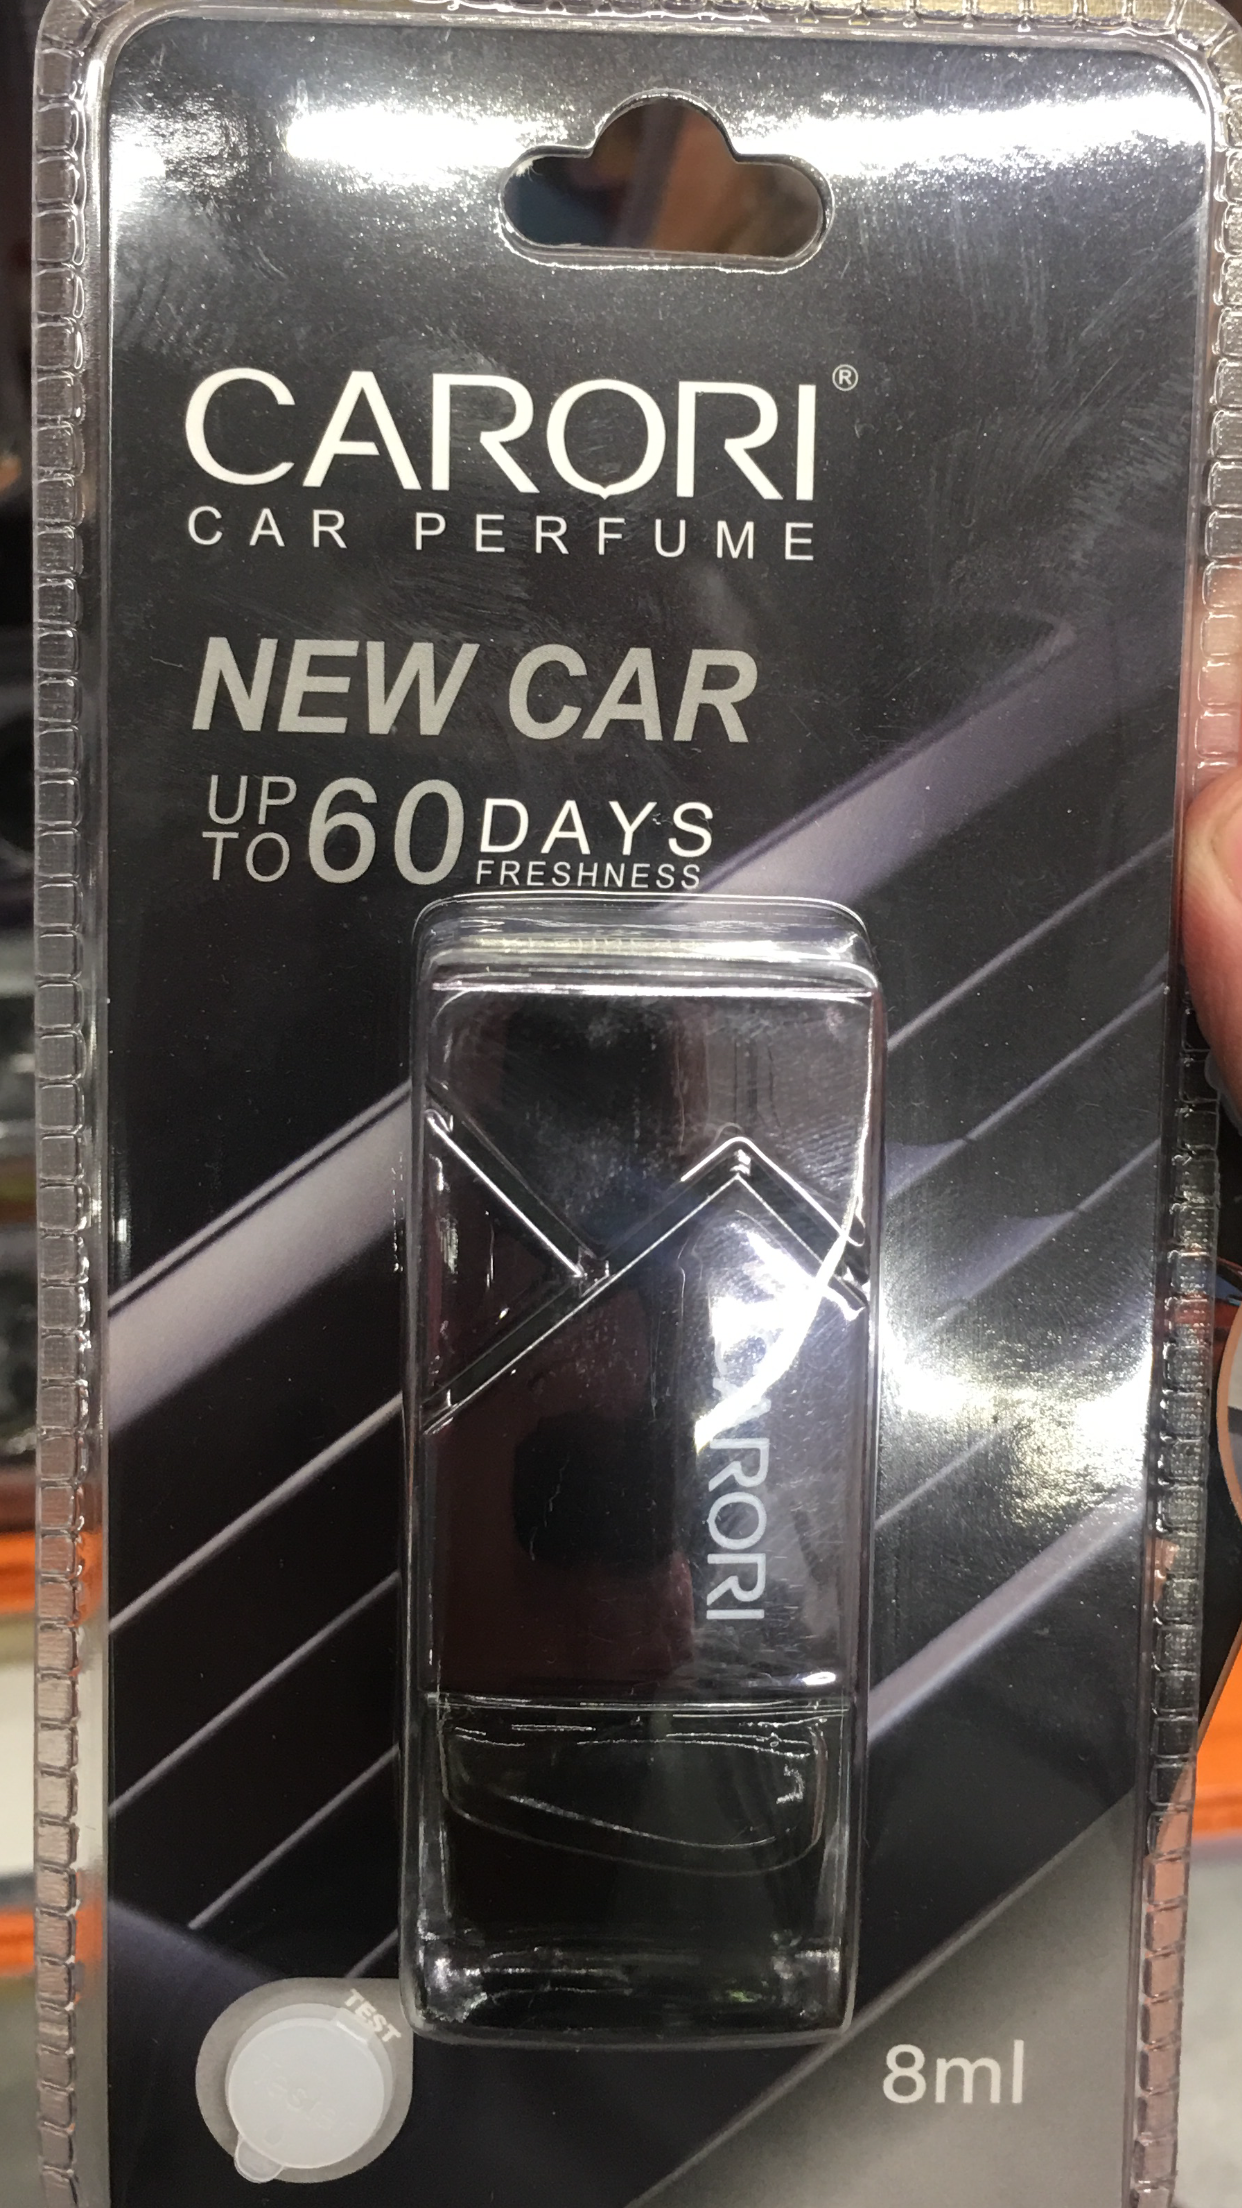 CARORI®
CAR PERFUME
NEW CAR
UP TO 60 DAYS
FRESHNESS
CARORI
TEST
8ml